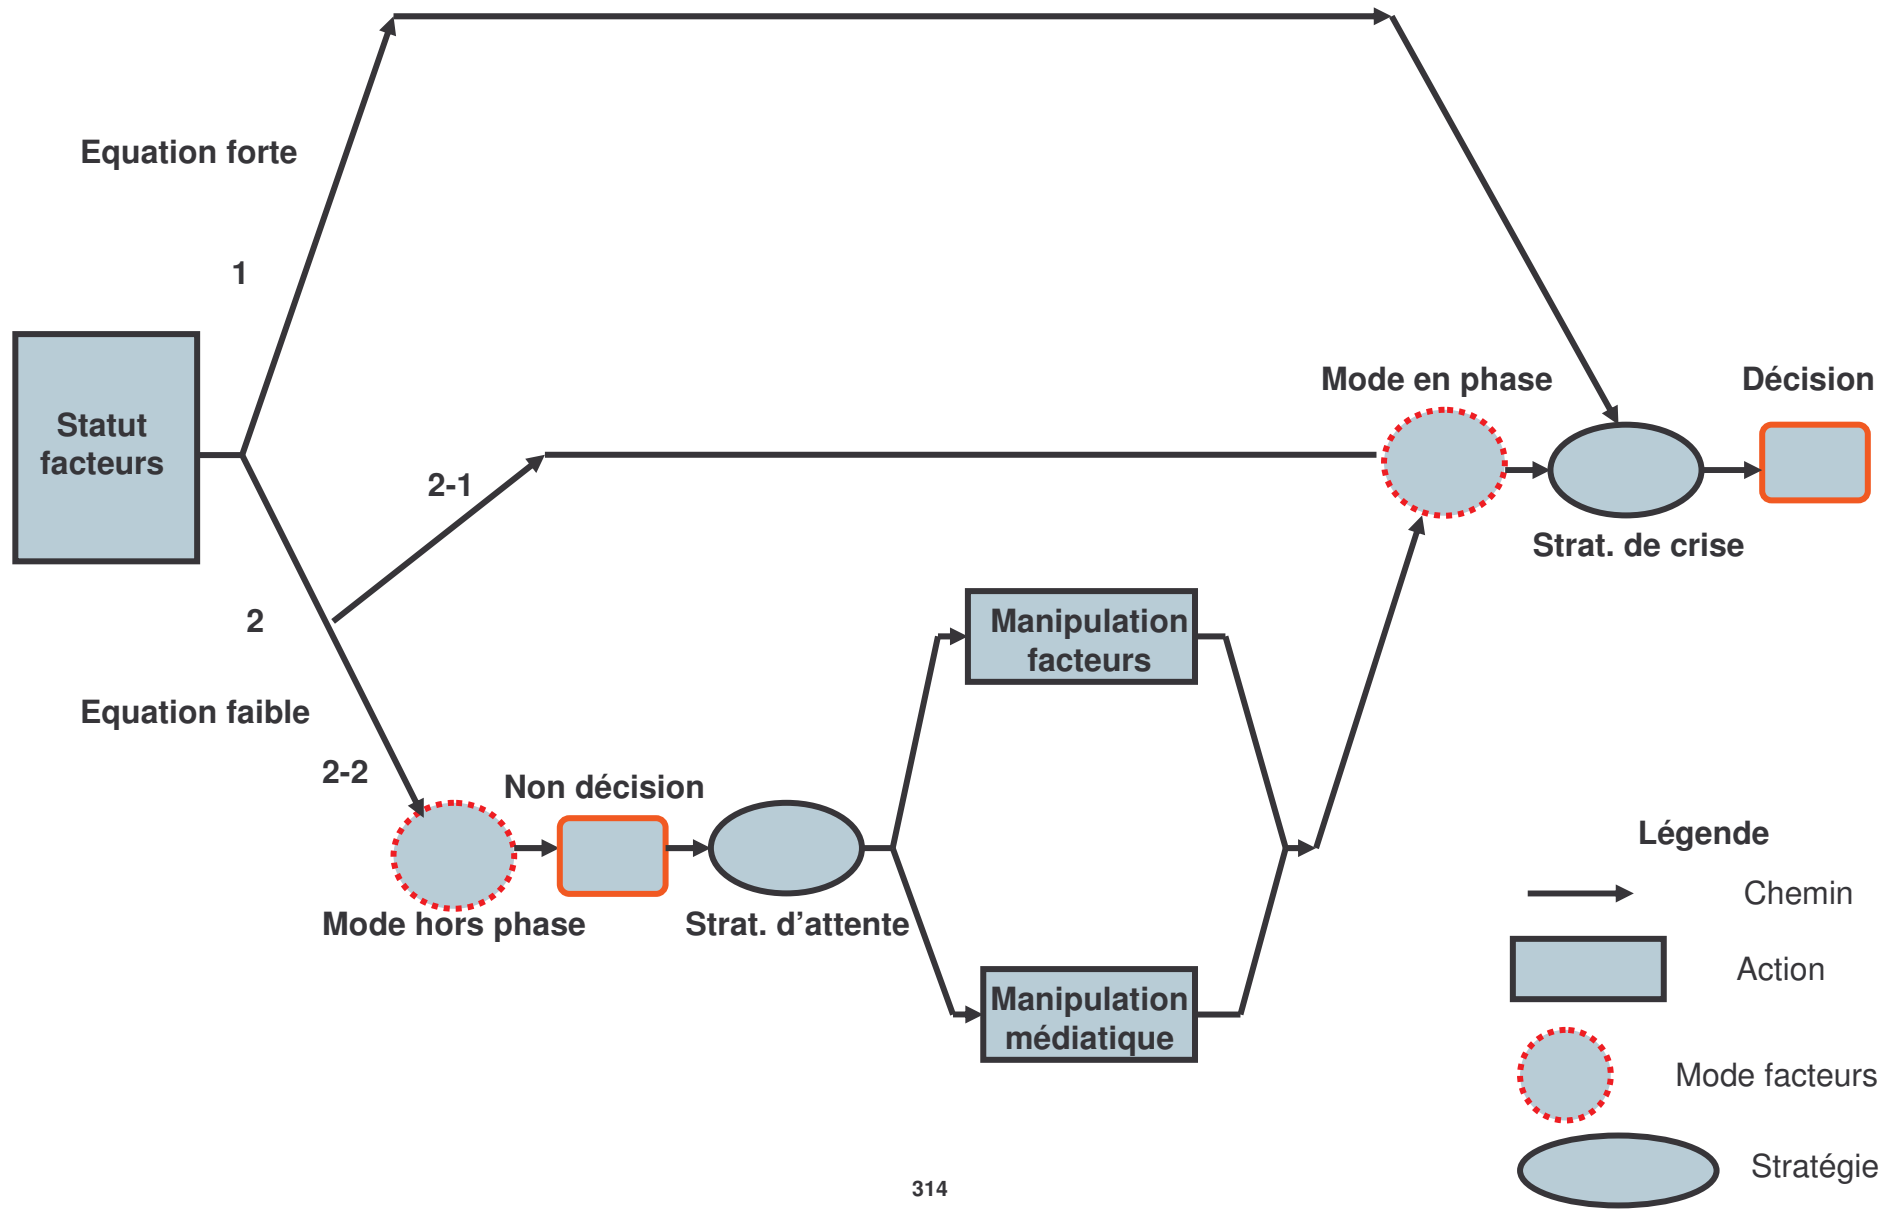 Equation forte
1
Statut
facteurs
Mode en phase
Décision
2-1
Strat. de crise
2
Manipulation
facteurs
Equation faible
2-2
Non décision
Mode hors phase
Strat. d’attente
Manipulation
médiatique
Légende
Chemin
Action
Mode facteurs
Stratégie
314